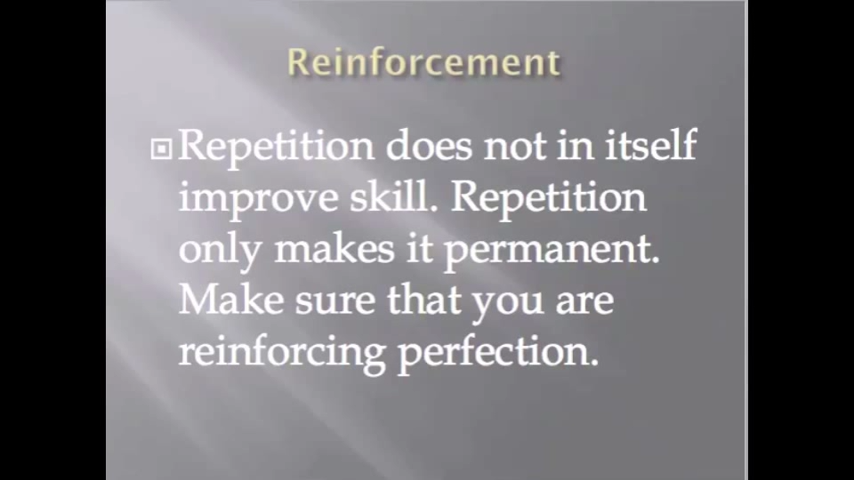 Reinforcement
Repetition does not in itself
improve skill. Repetition
only makes it permanent.
Make sure that you are
reinforcing perfection.